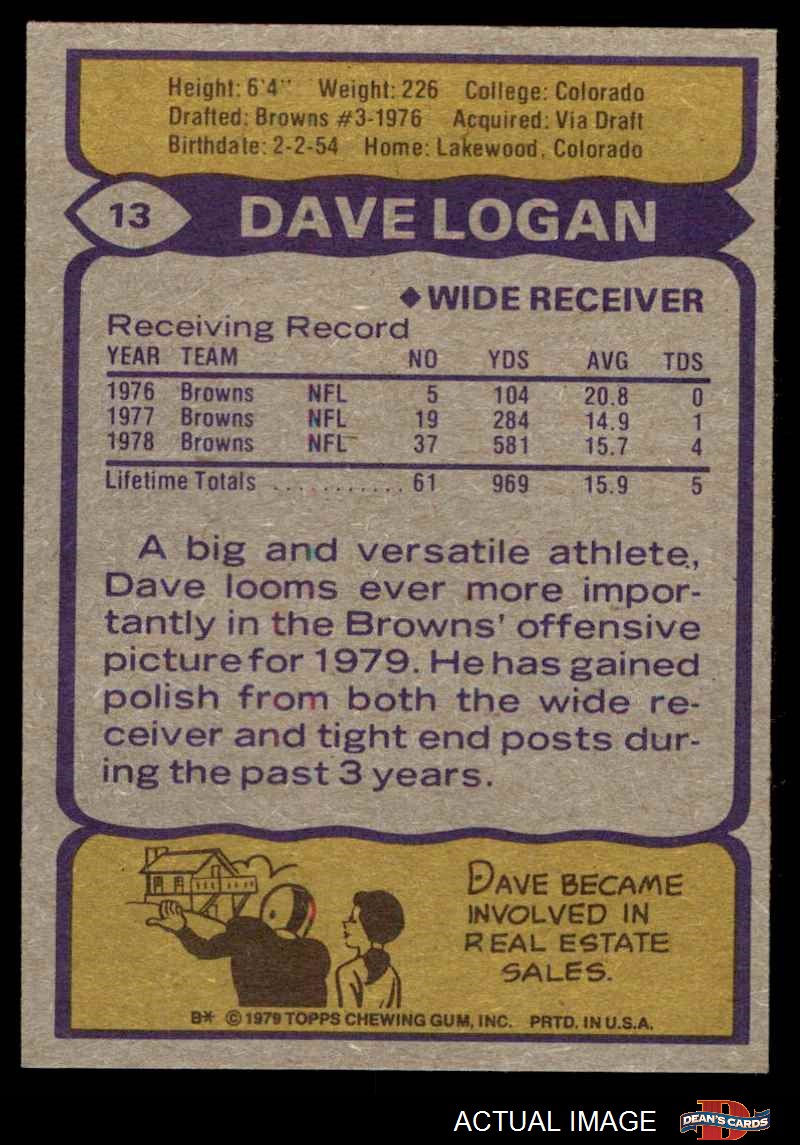 Height: 6'4" Weight: 226 College: Colorado
Drafted: Browns #3-1976 Acquired: Via Draft
Birthdate: 2-2-54 Home: Lakewood, Colorado
13 DAVE LOGAN
◆ WIDE RECEIVER
Receiving Record
YEAR TEAM NO YDS AVG TDS
1976 Browns NFL 5 104 20.8 0
1977 Browns NFL 19 284 14.9 1
1978 Browns NFL 37 581 15.7 4
Lifetime Totals ........... 61 969 15.9 5
A big and versatile athlete,
Dave looms ever more impor-
tantly in the Browns' offensive
picture for 1979. He has gained
polish from both the wide re-
ceiver and tight end posts dur-
ing the past 3 years.
DAVE BECAME
INVOLVED IN
REAL ESTATE
SALES.
B* © 1979 TOPPS CHEWING GUM, INC. PRTD. IN U.S.A.
ACTUAL IMAGE DEAN'S CARDS